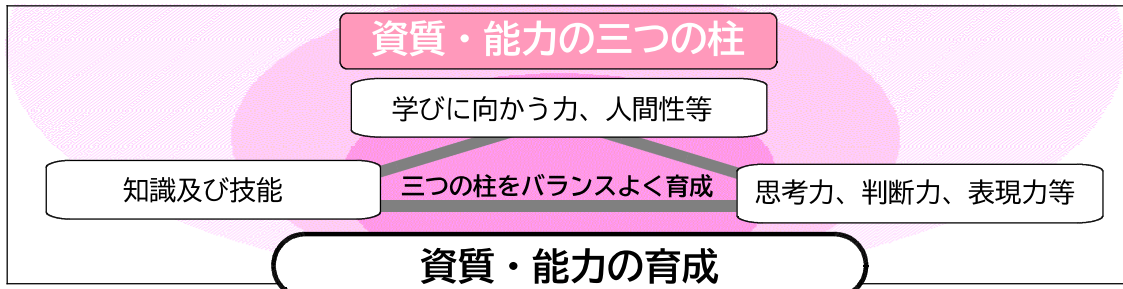 資質・能力の三つの柱
学びに向かう力、人間性等
知識及び技能
三つの柱をバランスよく育成
思考力、判断力、表現力等
資質・能力の育成